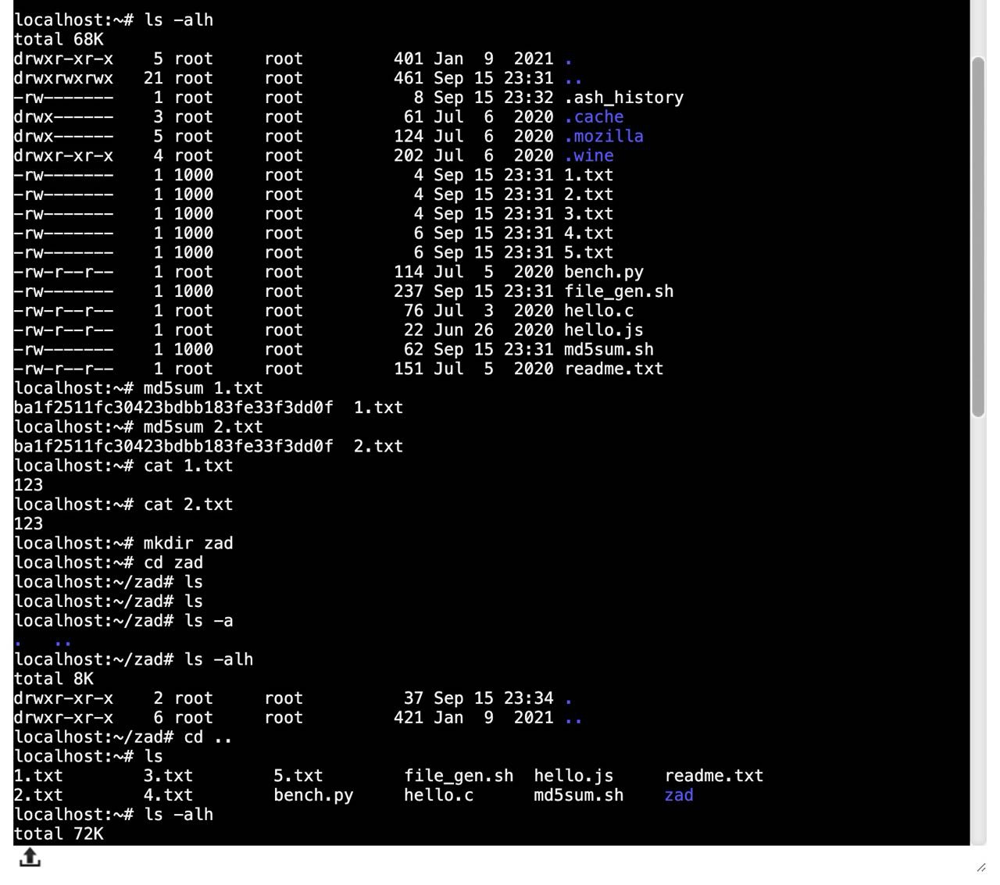 localhost:~# ls -alh
total 68K
drwxr-xr-x    5 root     root         401 Jan  9  2021 .
drwxrwxrwx   21 root     root         461 Sep 15 23:31 ..
-rw-------    1 root     root           8 Sep 15 23:32 .ash_history
drwx------    3 root     root          61 Jul  6  2020 .cache
drwx------    5 root     root         124 Jul  6  2020 .mozilla
drwxr-xr-x    4 root     root         202 Jul  6  2020 .wine
-rw-------    1 1000     root           4 Sep 15 23:31 1.txt
-rw-------    1 1000     root           4 Sep 15 23:31 2.txt
-rw-------    1 1000     root           4 Sep 15 23:31 3.txt
-rw-------    1 1000     root           6 Sep 15 23:31 4.txt
-rw-------    1 1000     root           6 Sep 15 23:31 5.txt
-rw-r--r--    1 root     root         114 Jul  5  2020 bench.py
-rw-------    1 1000     root         237 Sep 15 23:31 file_gen.sh
-rw-r--r--    1 root     root          76 Jul  3  2020 hello.c
-rw-r--r--    1 root     root          22 Jun 26  2020 hello.js
-rw-------    1 1000     root          62 Sep 15 23:31 md5sum.sh
-rw-r--r--    1 root     root         151 Jul  5  2020 readme.txt
localhost:~# md5sum 1.txt
ba1f2511fc30423bdbb183fe33f3dd0f  1.txt
localhost:~# md5sum 2.txt
ba1f2511fc30423bdbb183fe33f3dd0f  2.txt
localhost:~# cat 1.txt
123
localhost:~# cat 2.txt
123
localhost:~# mkdir zad
localhost:~# cd zad
localhost:~/zad# ls
localhost:~/zad# ls
localhost:~/zad# ls -a
.   ..
localhost:~/zad# ls -alh
total 8K
drwxr-xr-x    2 root     root          37 Sep 15 23:34 .
drwxr-xr-x    6 root     root         421 Jan  9  2021 ..
localhost:~/zad# cd ..
localhost:~# ls
1.txt        3.txt        5.txt        file_gen.sh  hello.js     readme.txt
2.txt        4.txt        bench.py     hello.c      md5sum.sh    zad
localhost:~# ls -alh
total 72K